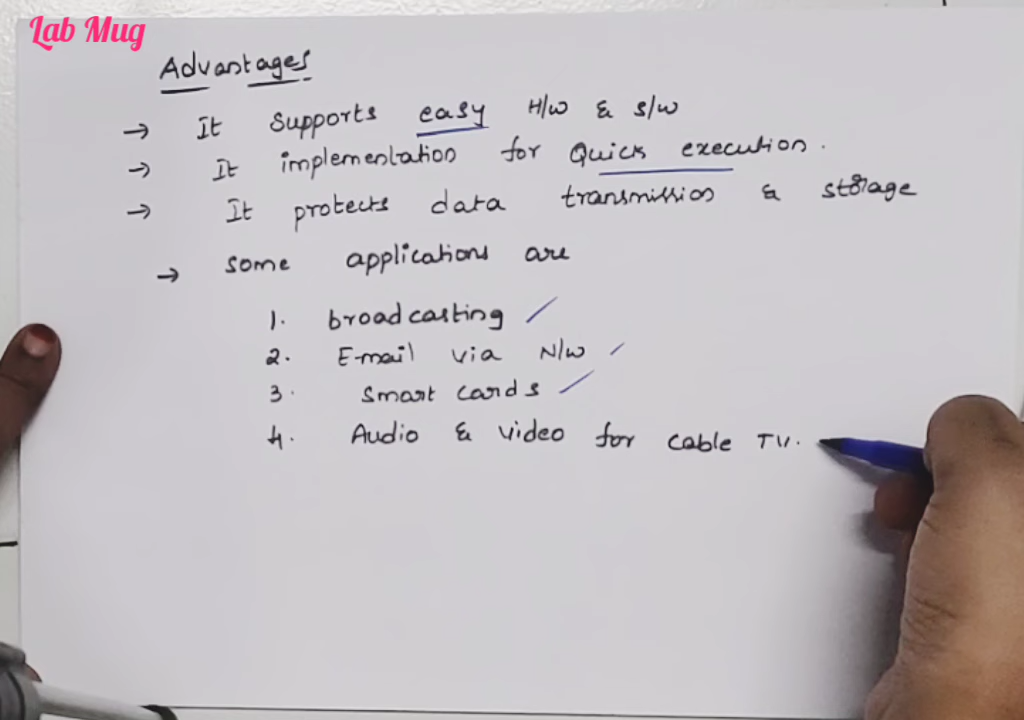 Lab Mug
Advantages
→ It supports easy H/W & S/W
→ It implementation for Quick execution.
→ It protects data transmission & storage
→ some applications are
1. broadcasting
2. E-mail via N/W
3. Smart cards
4. Audio & video for cable TV.